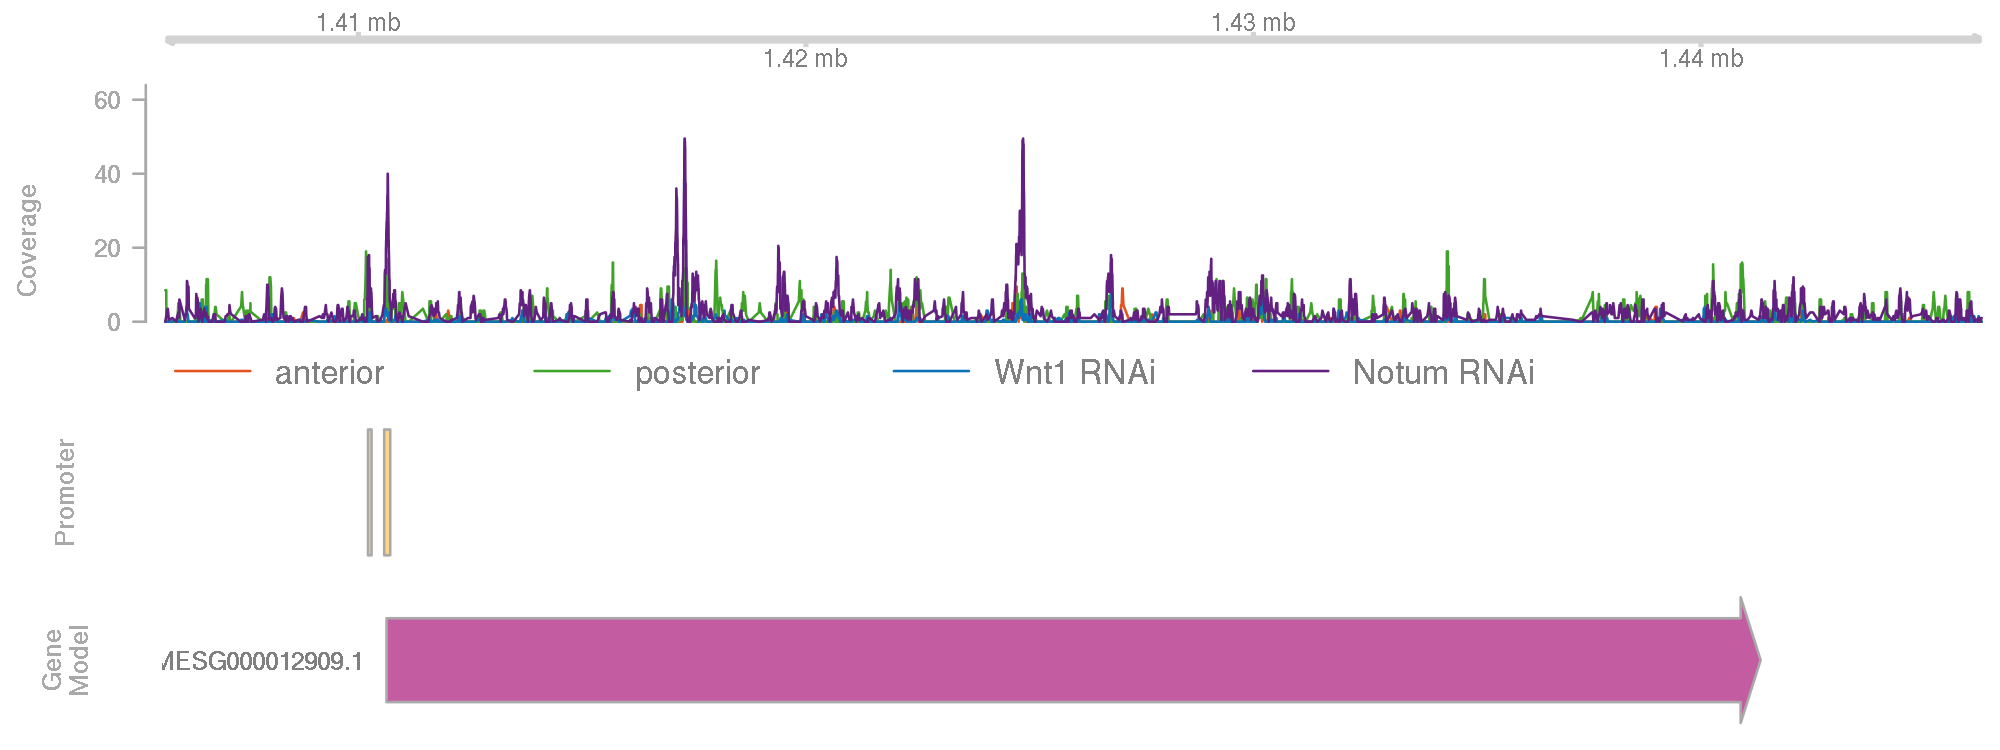 1.41 mb
1.43 mb
1.42 mb
1.44 mb
Coverage
60
40
20
0
anterior
posterior
Wnt1 RNAi
Notum RNAi
Promoter
Gene
Model
MESG000012909.1